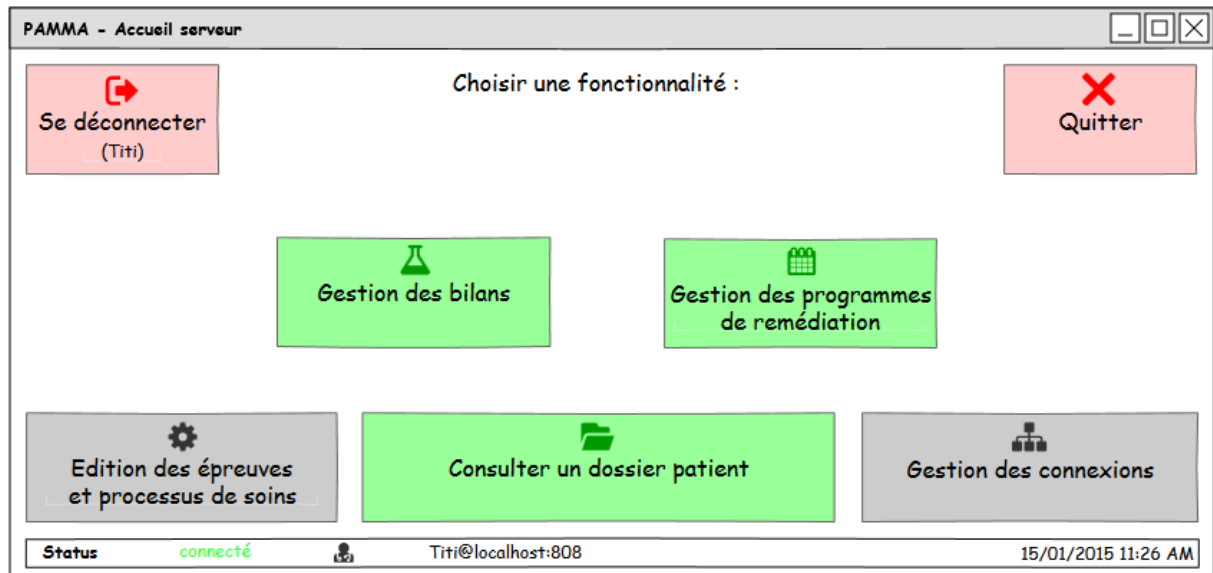 PAMMA - Accueil serveur
Choisir une fonctionnalité :
Se déconnecter
(Titi)
Quitter
Gestion des bilans
Gestion des programmes
de remédiation
Edition des épreuves
et processus de soins
Consulter un dossier patient
Gestion des connexions
Status connecté Titi@localhost:808 15/01/2015 11:26 AM